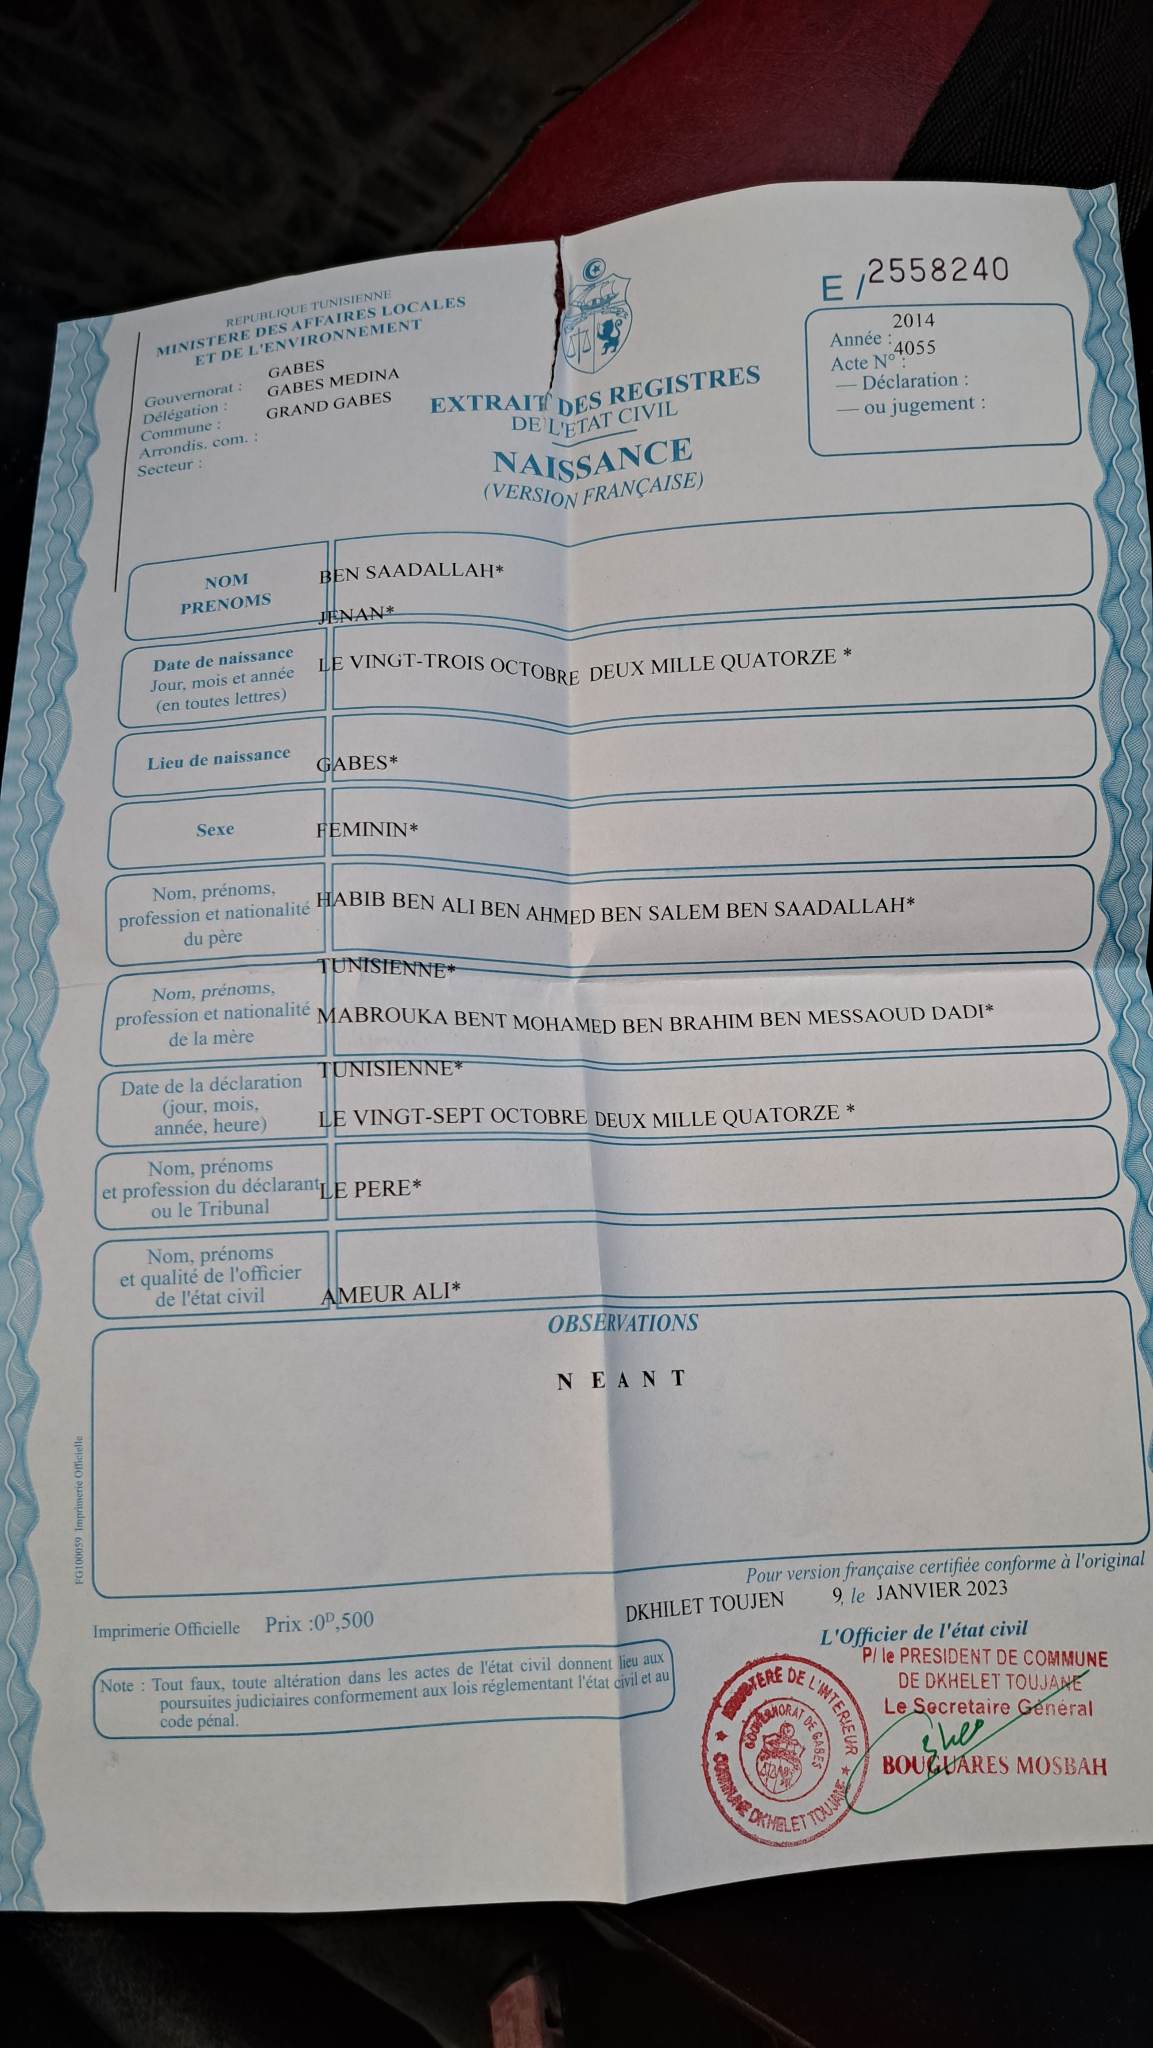 REPUBLIQUE TUNISIENNE
MINISTERE DES AFFAIRES LOCALES
ET DE L'ENVIRONNEMENT
Gouvernorat : GABES
Délégation : GABES MEDINA
Commune : GRAND GABES
Arrondis. com. :
Secteur :
EXTRAIT DES REGISTRES
DE L'ETAT CIVIL
NAISSANCE
(VERSION FRANÇAISE)
E / 2558240
Année : 2014
Acte N° : 4055
— Déclaration :
— ou jugement :
NOM BEN SAADALLAH*
PRENOMS JENAN*
Date de naissance
Jour, mois et année
(en toutes lettres)
LE VINGT-TROIS OCTOBRE DEUX MILLE QUATORZE *
Lieu de naissance GABES*
Sexe FEMININ*
Nom, prénoms,
profession et nationalité
du père
HABIB BEN ALI BEN AHMED BEN SALEM BEN SAADALLAH*
TUNISIENNE*
Nom, prénoms,
profession et nationalité
de la mère
MABROUKA BENT MOHAMED BEN BRAHIM BEN MESSAOUD DADI*
TUNISIENNE*
Date de la déclaration
(jour, mois,
année, heure)
LE VINGT-SEPT OCTOBRE DEUX MILLE QUATORZE *
Nom, prénoms
et profession du déclarant
ou le Tribunal
LE PERE*
Nom, prénoms
et qualité de l'officier
de l'état civil
AMEUR ALI*
OBSERVATIONS
N E A N T
FG100059 Imprimerie Officielle
Pour version française certifiée conforme à l'original
DKHILET TOUJEN 9, le JANVIER 2023
L'Officier de l'état civil
Imprimerie Officielle Prix :0ᴰ,500
Note : Tout faux, toute altération dans les actes de l'état civil donnent lieu aux
poursuites judiciaires conformement aux lois réglementant l'état civil et au
code pénal.
P/ le PRESIDENT DE COMMUNE
DE DKHELET TOUJANE
Le Secretaire Général
BOUGUARES MOSBAH
MINISTERE DE L'INTERIEUR
GOUVERNORAT DE GABES
COMMUNE DKHELET TOUJANE